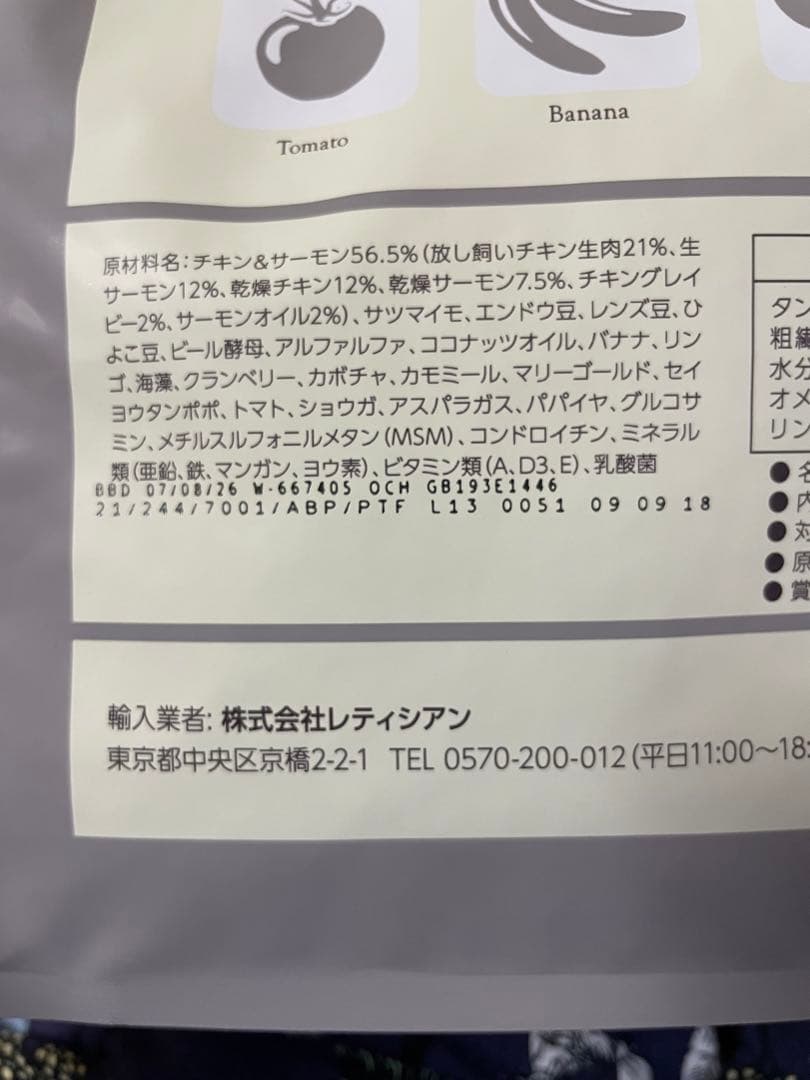 Tomato
Banana
原材料名:チキン&サーモン56.5%(放し飼いチキン生肉21%、生
サーモン12%、乾燥チキン12%、乾燥サーモン7.5%、チキングレイ
ビー2%、サーモンオイル2%)、サツマイモ、エンドウ豆、レンズ豆、ひ
よこ豆、ビール酵母、アルファルファ、ココナッツオイル、バナナ、リン
ゴ、海藻、クランベリー、カボチャ、カモミール、マリーゴールド、セイ
ヨウタンポポ、トマト、ショウガ、アスパラガス、パパイヤ、グルコサ
ミン、メチルスルフォニルメタン(MSM)、コンドロイチン、ミネラル
類(亜鉛、鉄、マンガン、ヨウ素)、ビタミン類(A、D3、E)、乳酸菌
BBD 07/08/26 W-667405 OCH GB193E1446
21/244/7001/ABP/PTF L13 0051 09 09 18
タン
粗繊
水分
オメ
リン
●名
●内
●対
●原
●賞
輸入業者: 株式会社レティシアン
東京都中央区京橋2-2-1 TEL 0570-200-012(平日11:00～18: